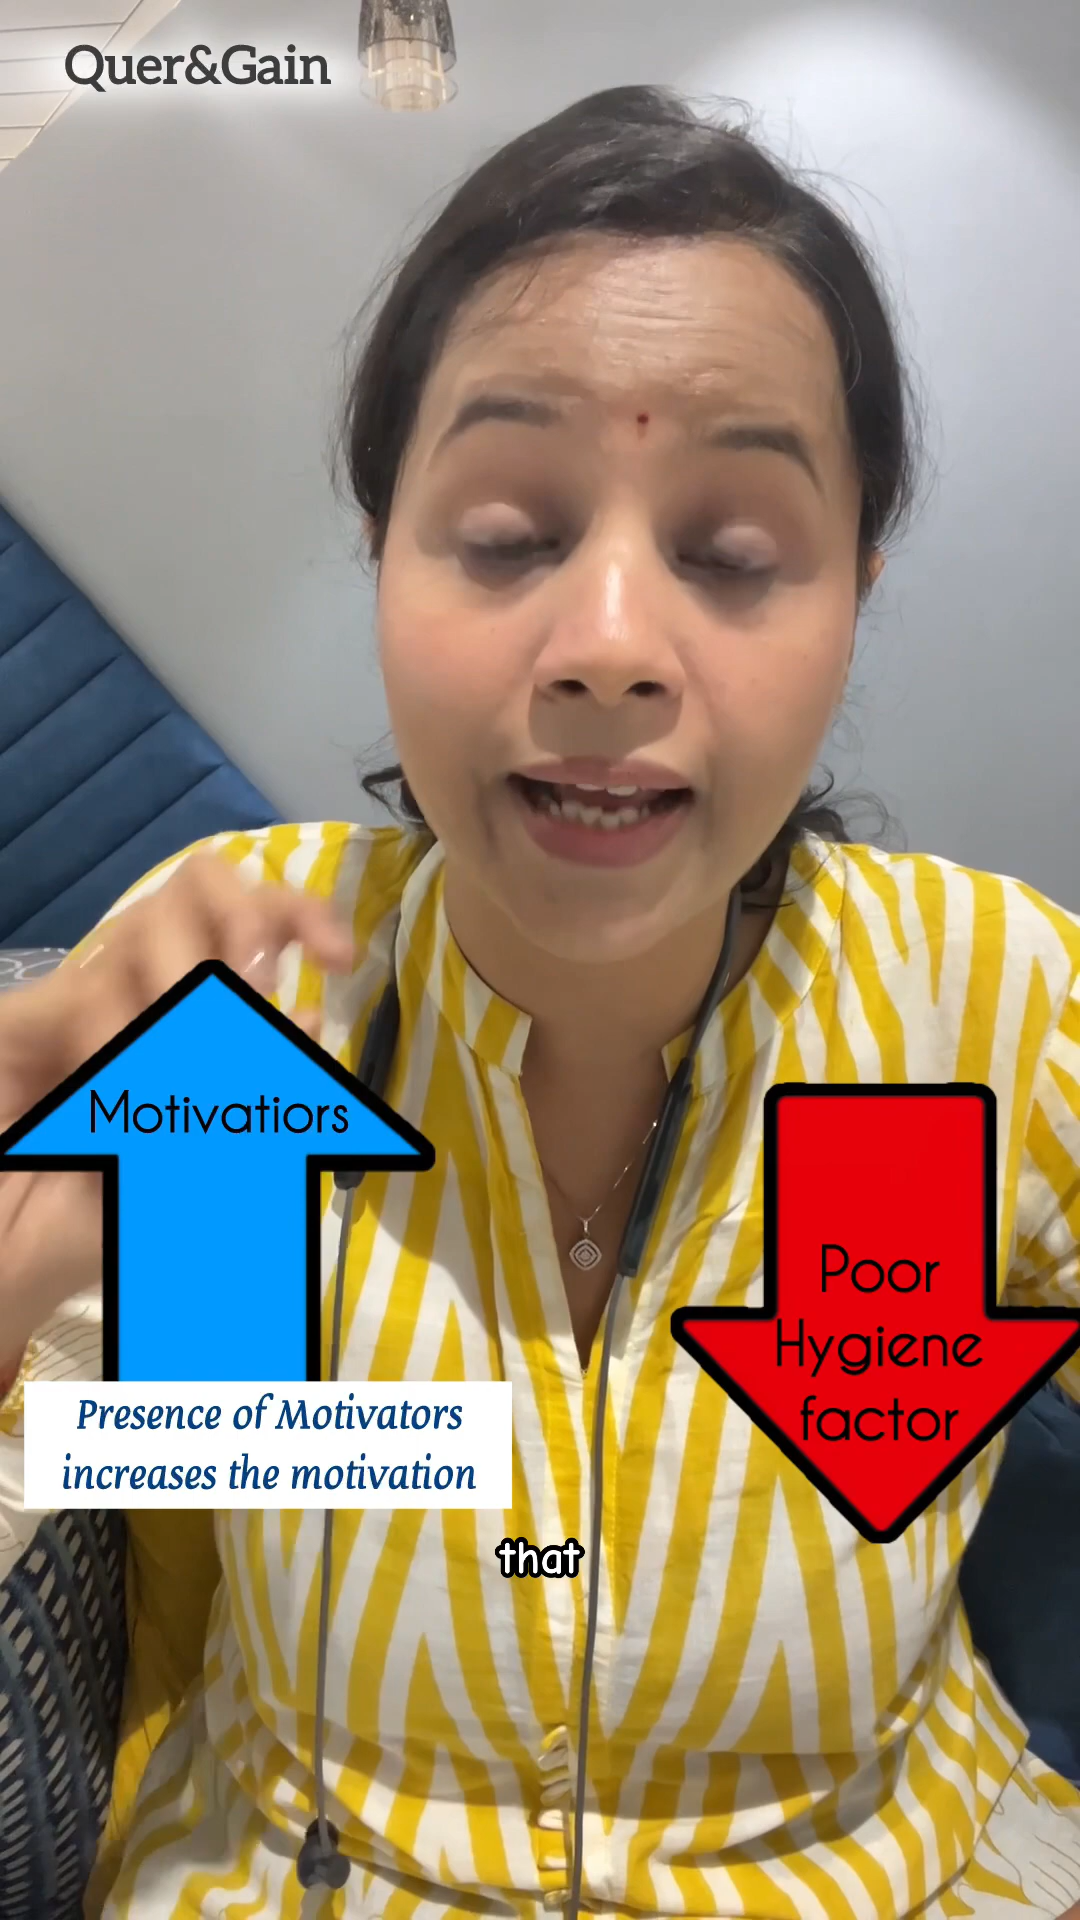 Quer&Gain
Motivatiors
Poor
Hygiene
factor
Presence of Motivators
increases the motivation
that